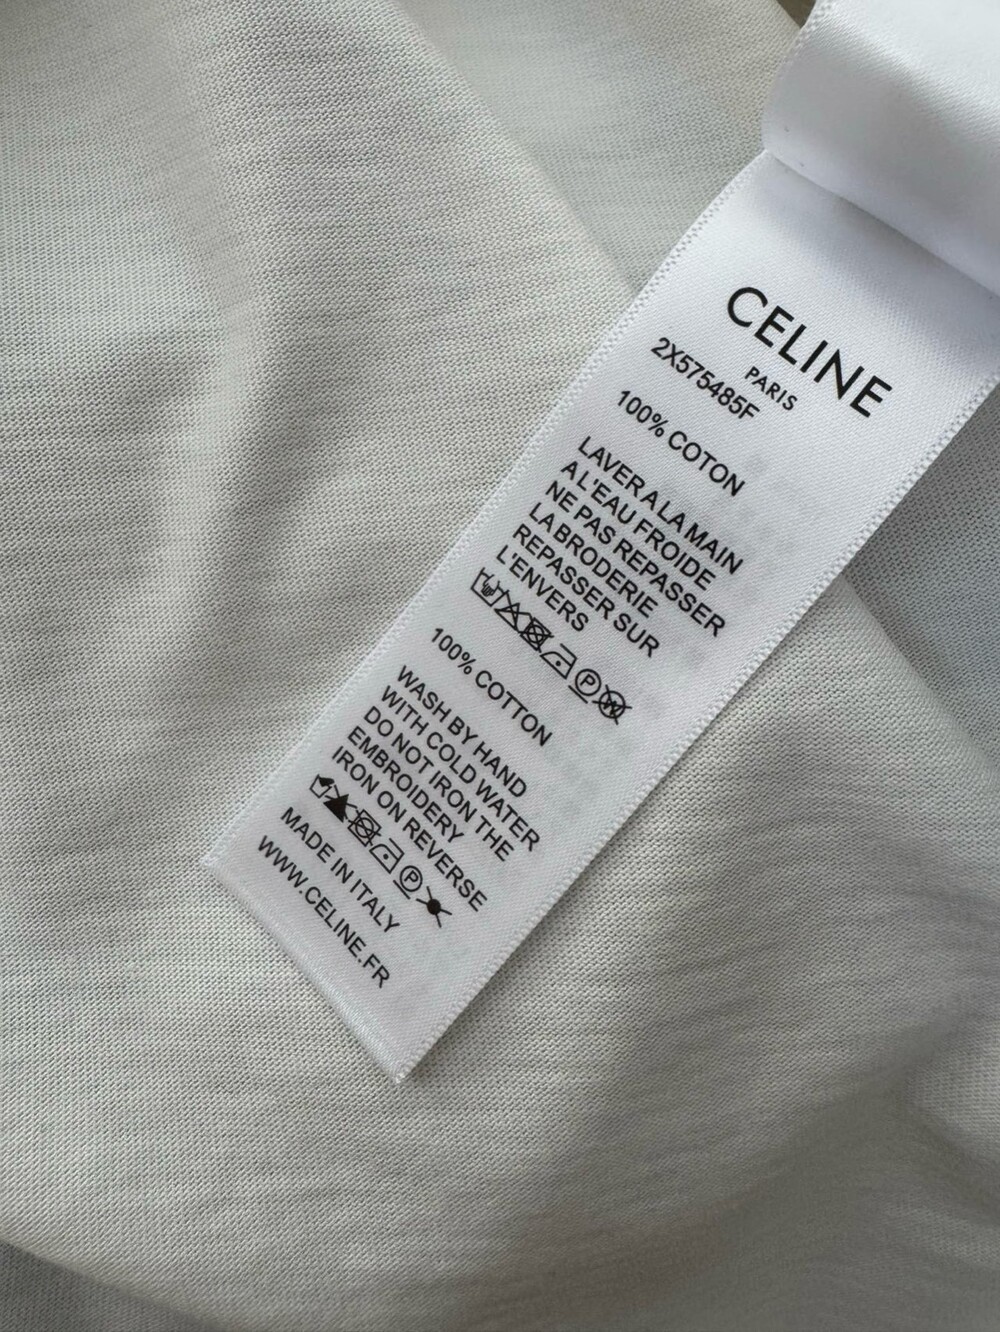 CELINE
PARIS
2X575485F
100% COTON
LAVER A LA MAIN
A L'EAU FROIDE
NE PAS REPASSER
LA BRODERIE
REPASSER SUR
L'ENVERS
P W
100% COTTON
WASH BY HAND
WITH COLD WATER
DO NOT IRON THE
EMBROIDERY
IRON ON REVERSE
P
MADE IN ITALY
WWW.CELINE.FR